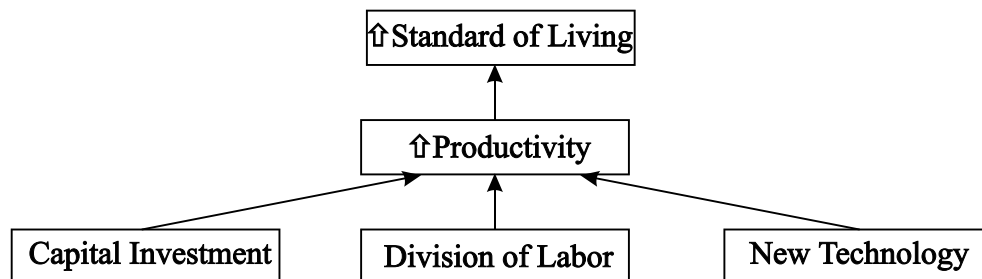 ⇧Standard of Living
⇧Productivity
Capital Investment
Division of Labor
New Technology